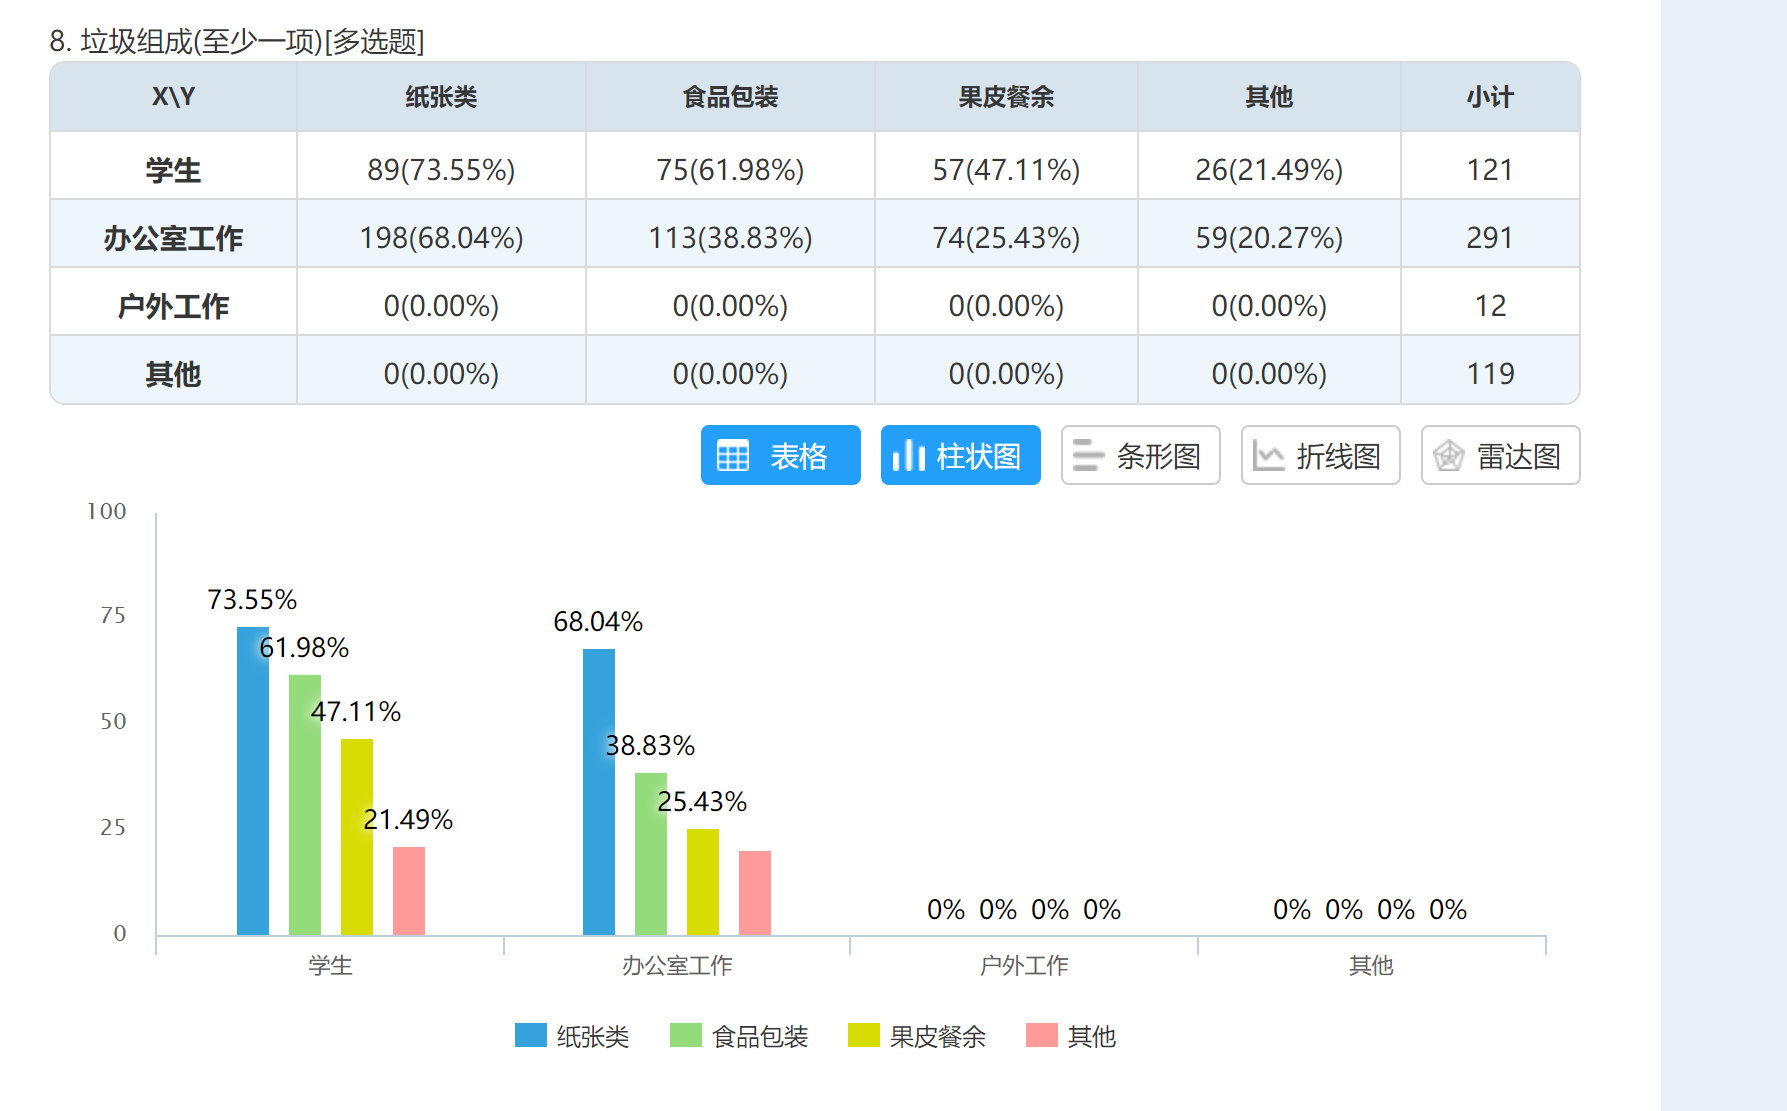 8. 垃圾组成(至少一项)[多选题]
X\Y 纸张类 食品包装 果皮餐余 其他 小计
学生 89(73.55%) 75(61.98%) 57(47.11%) 26(21.49%) 121
办公室工作 198(68.04%) 113(38.83%) 74(25.43%) 59(20.27%) 291
户外工作 0(0.00%) 0(0.00%) 0(0.00%) 0(0.00%) 12
其他 0(0.00%) 0(0.00%) 0(0.00%) 0(0.00%) 119
表格 柱状图 条形图 折线图 雷达图
100
75
50
25
0
73.55%
61.98%
47.11%
21.49%
68.04%
38.83%
25.43%
0% 0% 0% 0%
0% 0% 0% 0%
学生 办公室工作 户外工作 其他
纸张类 食品包装 果皮餐余 其他